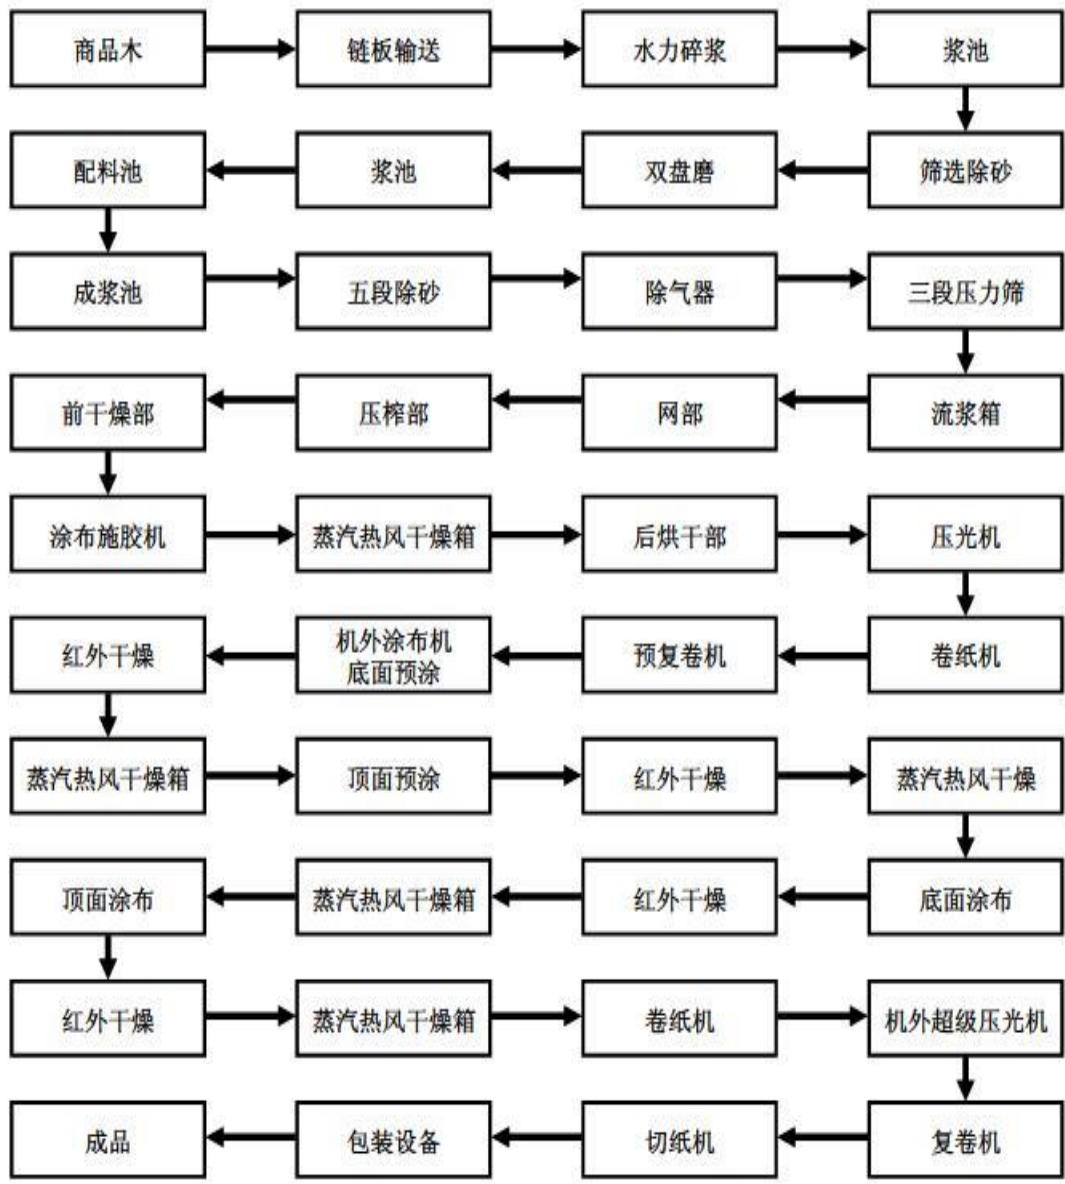 商品木
链板输送
水力碎浆
浆池
配料池
浆池
双盘磨
筛选除砂
成浆池
五段除砂
除气器
三段压力筛
前干燥部
压榨部
网部
流浆箱
涂布施胶机
蒸汽热风干燥箱
后烘干部
压光机
红外干燥
机外涂布机
底面预涂
预复卷机
卷纸机
蒸汽热风干燥箱
顶面预涂
红外干燥
蒸汽热风干燥
顶面涂布
蒸汽热风干燥箱
红外干燥
底面涂布
红外干燥
蒸汽热风干燥箱
卷纸机
机外超级压光机
成品
包装设备
切纸机
复卷机